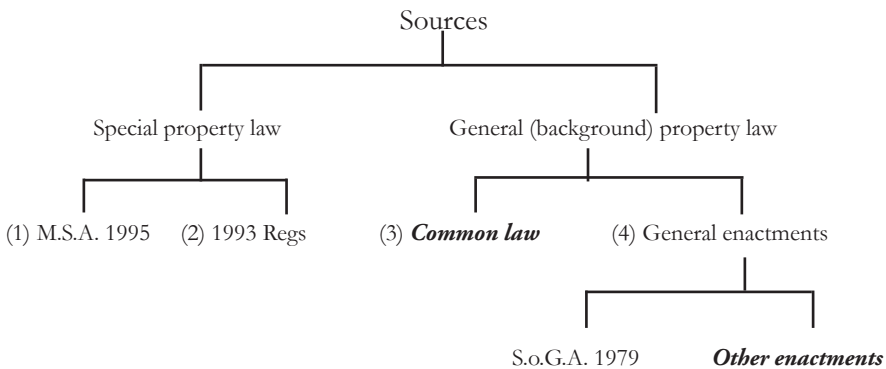 Sources
Special property law General (background) property law
(1) M.S.A. 1995 (2) 1993 Regs (3) Common law (4) General enactments
S.o.G.A. 1979 Other enactments